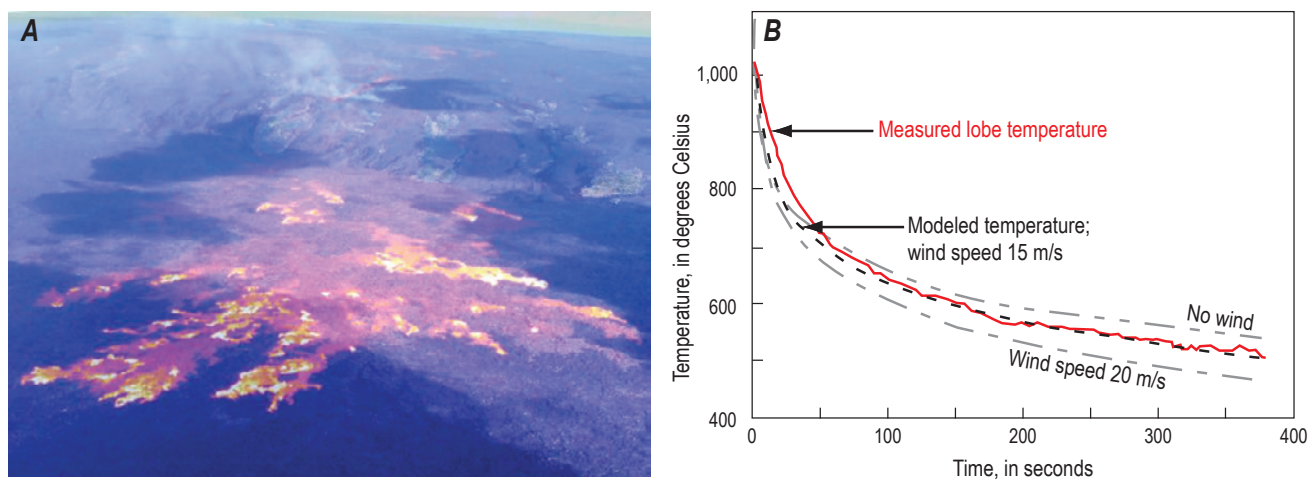 A
B
Temperature, in degrees Celsius
1,000
800
600
400
Measured lobe temperature
Modeled temperature;
wind speed 15 m/s
No wind
Wind speed 20 m/s
0
100
200
300
400
Time, in seconds